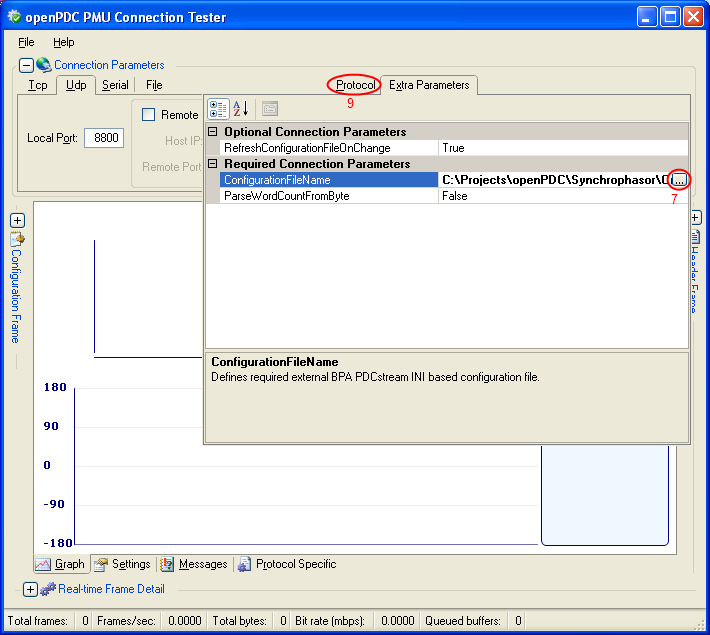 openPDC PMU Connection Tester
File Help
Connection Parameters
Tcp Udp Serial File Protocol Extra Parameters
9
Local Port: 8800
Remote
Host IP:
Remote Port
Optional Connection Parameters
RefreshConfigurationFileOnChange True
Required Connection Parameters
ConfigurationFileName C:\Projects\openPDC\Synchrophasor\ ...
7
ParseWordCountFromByte False
Configuration Frame
Header Frame
ConfigurationFileName
Defines required external BPA PDCstream INI based configuration file.
180
90
0
-90
-180
Graph Settings Messages Protocol Specific
Real-time Frame Detail
Total frames: 0 Frames/sec: 0.0000 Total bytes: 0 Bit rate (mbps): 0.0000 Queued buffers: 0